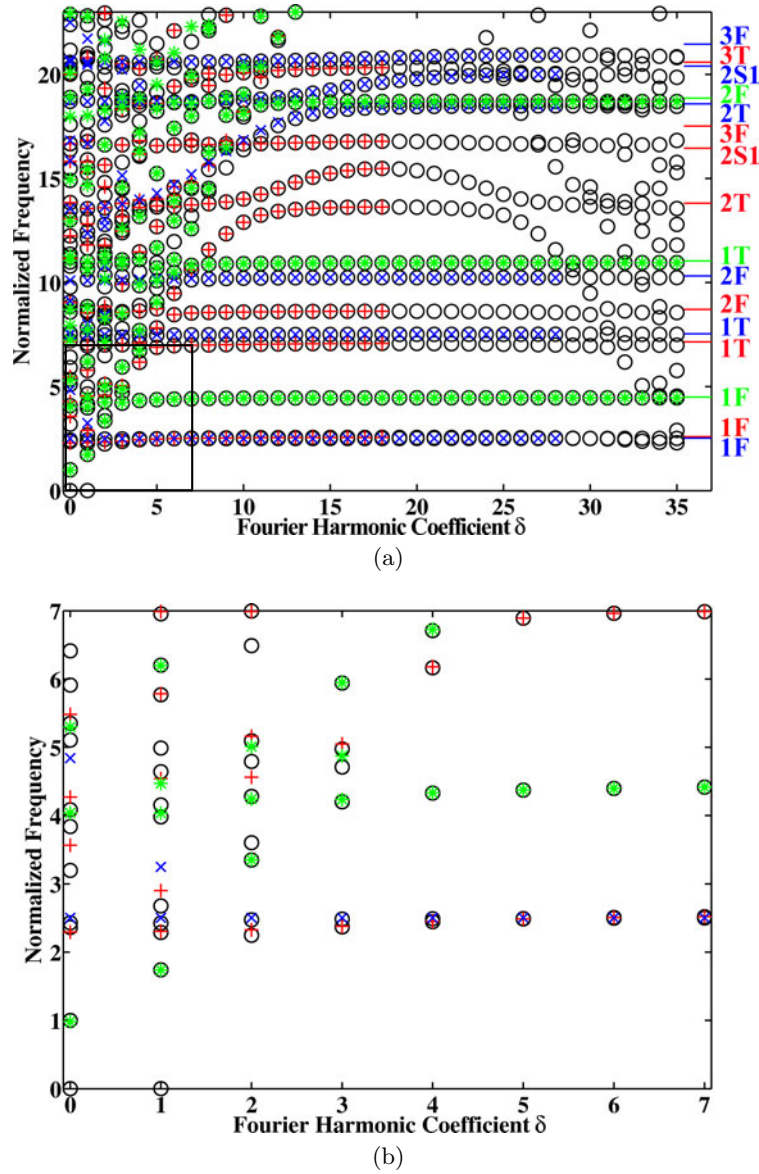 20
15
10
5
0
Normalized Frequency
3F
3T
2S1
2F
2T
3F
2S1
2T
1T
2F
2F
1T
1T
1F
1F
1F
0 5 10 15 20 25 30 35
Fourier Harmonic Coefficient δ
(a)
7
6
5
4
3
2
1
0
Normalized Frequency
0 1 2 3 4 5 6 7
Fourier Harmonic Coefficient δ
(b)